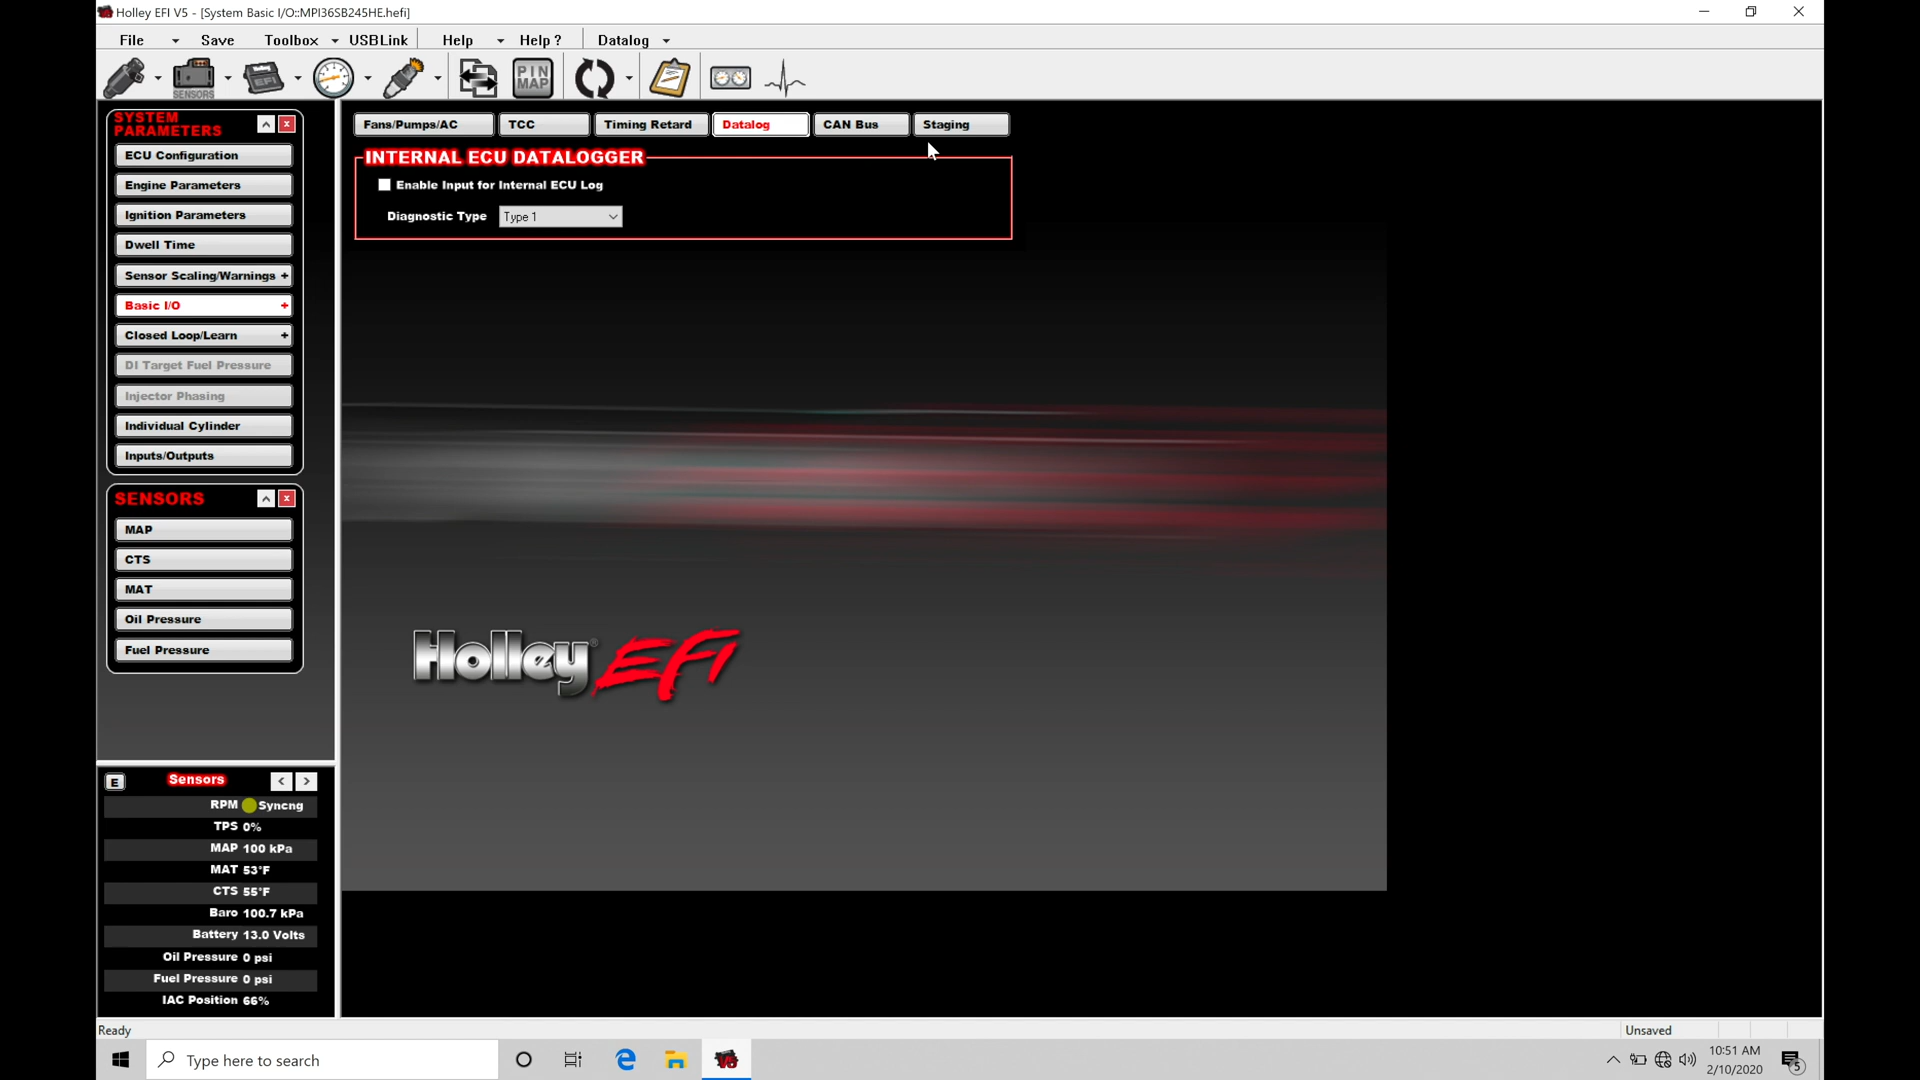 Holley EFI V5 - [System Basic I/O::MPI36SB245HE.hefi]
File Save Toolbox USBLink Help Help ? Datalog
SENSORS EFI PIN MAP
SYSTEM PARAMETERS
ECU Configuration
Engine Parameters
Ignition Parameters
Dwell Time
Sensor Scaling/Warnings +
Basic I/O +
Closed Loop/Learn +
DI Target Fuel Pressure
Injector Phasing
Individual Cylinder
Inputs/Outputs
SENSORS
MAP
CTS
MAT
Oil Pressure
Fuel Pressure
E Sensors < >
RPM Syncng
TPS 0%
MAP 100 kPa
MAT 53°F
CTS 55°F
Baro 100.7 kPa
Battery 13.0 Volts
Oil Pressure 0 psi
Fuel Pressure 0 psi
IAC Position 66%
Fans/Pumps/AC TCC Timing Retard Datalog CAN Bus Staging
INTERNAL ECU DATALOGGER
Enable Input for Internal ECU Log
Diagnostic Type Type 1
Holley® EFI
Ready Unsaved
Type here to search
10:51 AM
2/10/2020
5